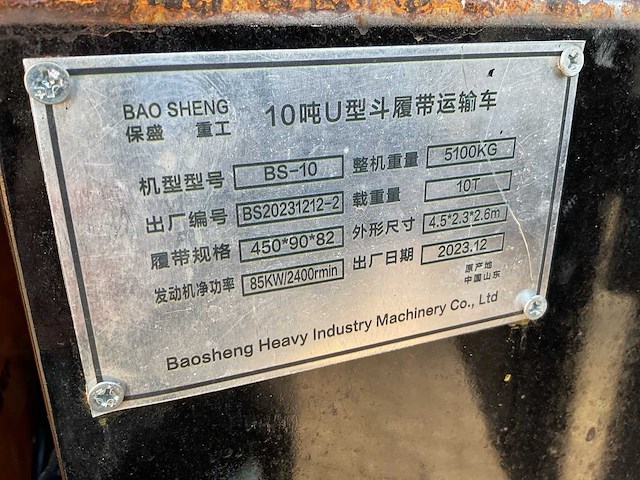 BAO SHENG
保盛 重工
10吨U型斗履带运输车
机型型号 BS-10 整机重量 5100KG
出厂编号 BS20231212-2 载重量 10T
履带规格 450*90*82 外形尺寸 4.5*2.3*2.6m
发动机净功率 85KW/2400rmin 出厂日期 2023.12
原产地
中国山东
Baosheng Heavy Industry Machinery Co., Ltd